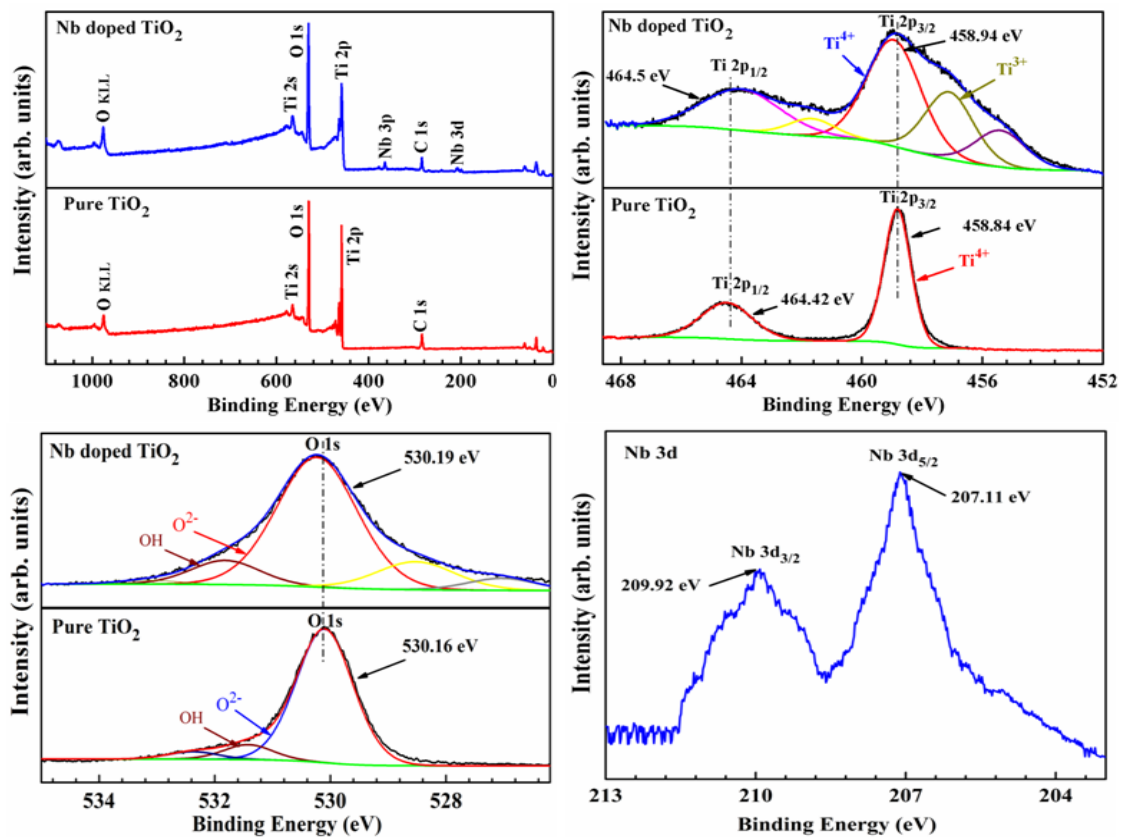 Nb doped TiO₂
O KLL
Ti 2s
O 1s
Ti 2p
Nb 3p
C 1s
Nb 3d
Pure TiO₂
O KLL
Ti 2s
O 1s
Ti 2p
C 1s
Intensity (arb. units)
1000 800 600 400 200 0
Binding Energy (eV)
Nb doped TiO₂
464.5 eV
Ti 2p₁/₂
Ti⁴⁺
Ti 2p₃/₂
458.94 eV
Ti³⁺
Pure TiO₂
Ti 2p₁/₂
464.42 eV
Ti 2p₃/₂
458.84 eV
Ti⁴⁺
Intensity (arb. units)
468 464 460 456 452
Binding Energy (eV)
Nb doped TiO₂
O 1s
530.19 eV
O²⁻
OH
Pure TiO₂
O 1s
530.16 eV
O²⁻
OH
Intensity (arb. units)
534 532 530 528
Binding Energy (eV)
Nb 3d
Nb 3d₅/₂
207.11 eV
Nb 3d₃/₂
209.92 eV
Intensity (arb. units)
213 210 207 204
Binding Energy (eV)